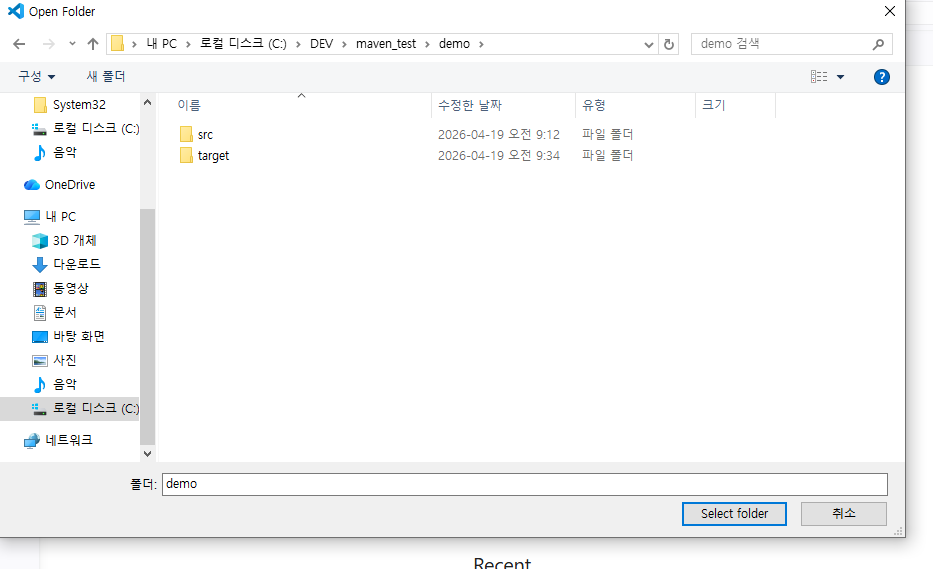 Open Folder
내 PC > 로컬 디스크 (C:) > DEV > maven_test > demo >
demo 검색
구성
새 폴더
System32
로컬 디스크 (C:)
음악
OneDrive
내 PC
3D 개체
다운로드
동영상
문서
바탕 화면
사진
음악
로컬 디스크 (C:)
네트워크
이름 수정한 날짜 유형 크기
src 2026-04-19 오전 9:12 파일 폴더
target 2026-04-19 오전 9:34 파일 폴더
폴더: demo
Select folder 취소
Recent